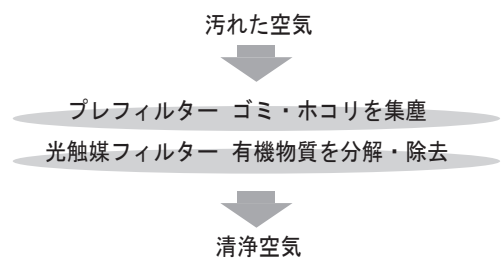 汚れた空気
プレフィルター ゴミ・ホコリを集塵
光触媒フィルター 有機物質を分解・除去
清浄空気